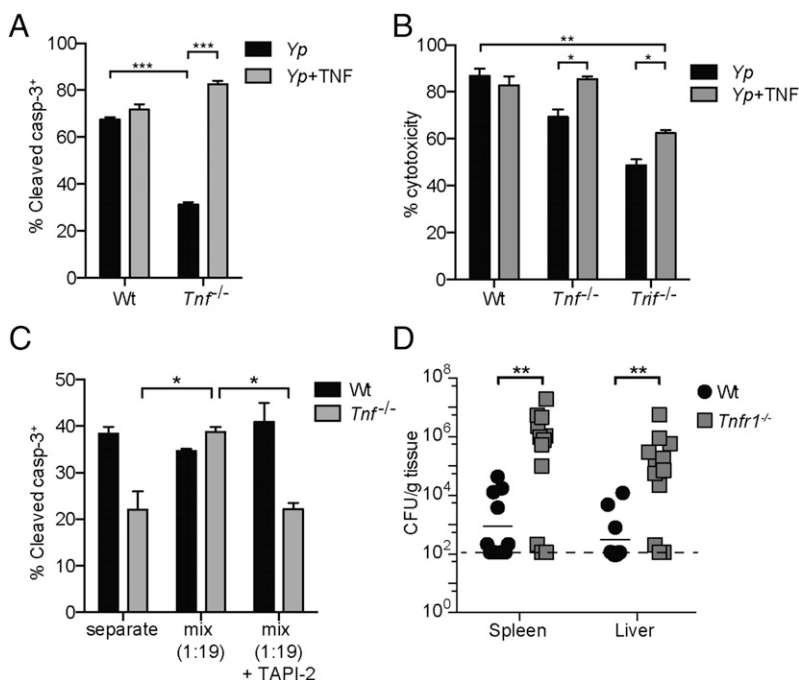 A
% Cleaved casp-3⁺
100
80
60
40
20
0
***
***
Yp
Yp+TNF
Wt
Tnf⁻/⁻
B
% cytotoxicity
100
80
60
40
20
0
**
*
*
Yp
Yp+TNF
Wt
Tnf⁻/⁻
Trif⁻/⁻
C
% Cleaved casp-3⁺
50
40
30
20
10
0
*
*
Wt
Tnf⁻/⁻
separate
mix
(1:19)
mix
(1:19)
+ TAPI-2
D
CFU/g tissue
10⁸
10⁶
10⁴
10²
10⁰
**
**
Wt
Tnfr1⁻/⁻
Spleen
Liver